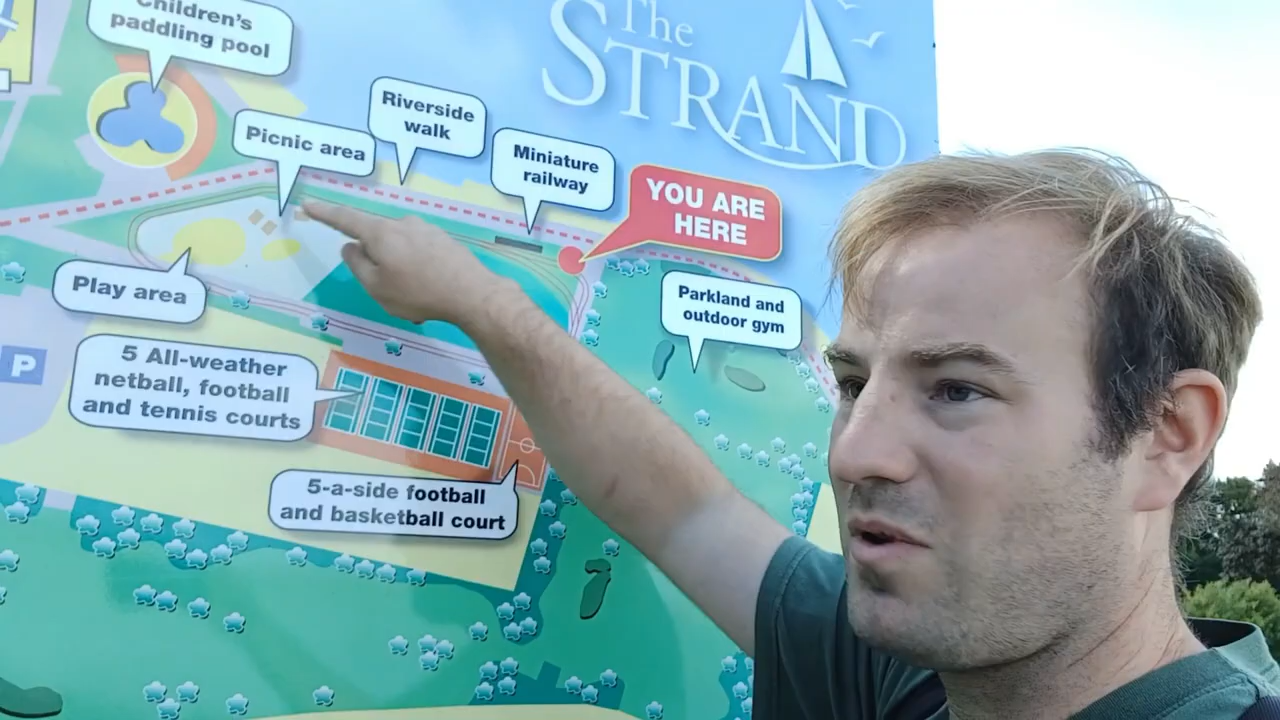 The
STRAND
Children's
paddling pool
Riverside
walk
Picnic area
Miniature
railway
YOU ARE
HERE
Play area
Parkland and
outdoor gym
P
5 All-weather
netball, football
and tennis courts
5-a-side football
and basketball court